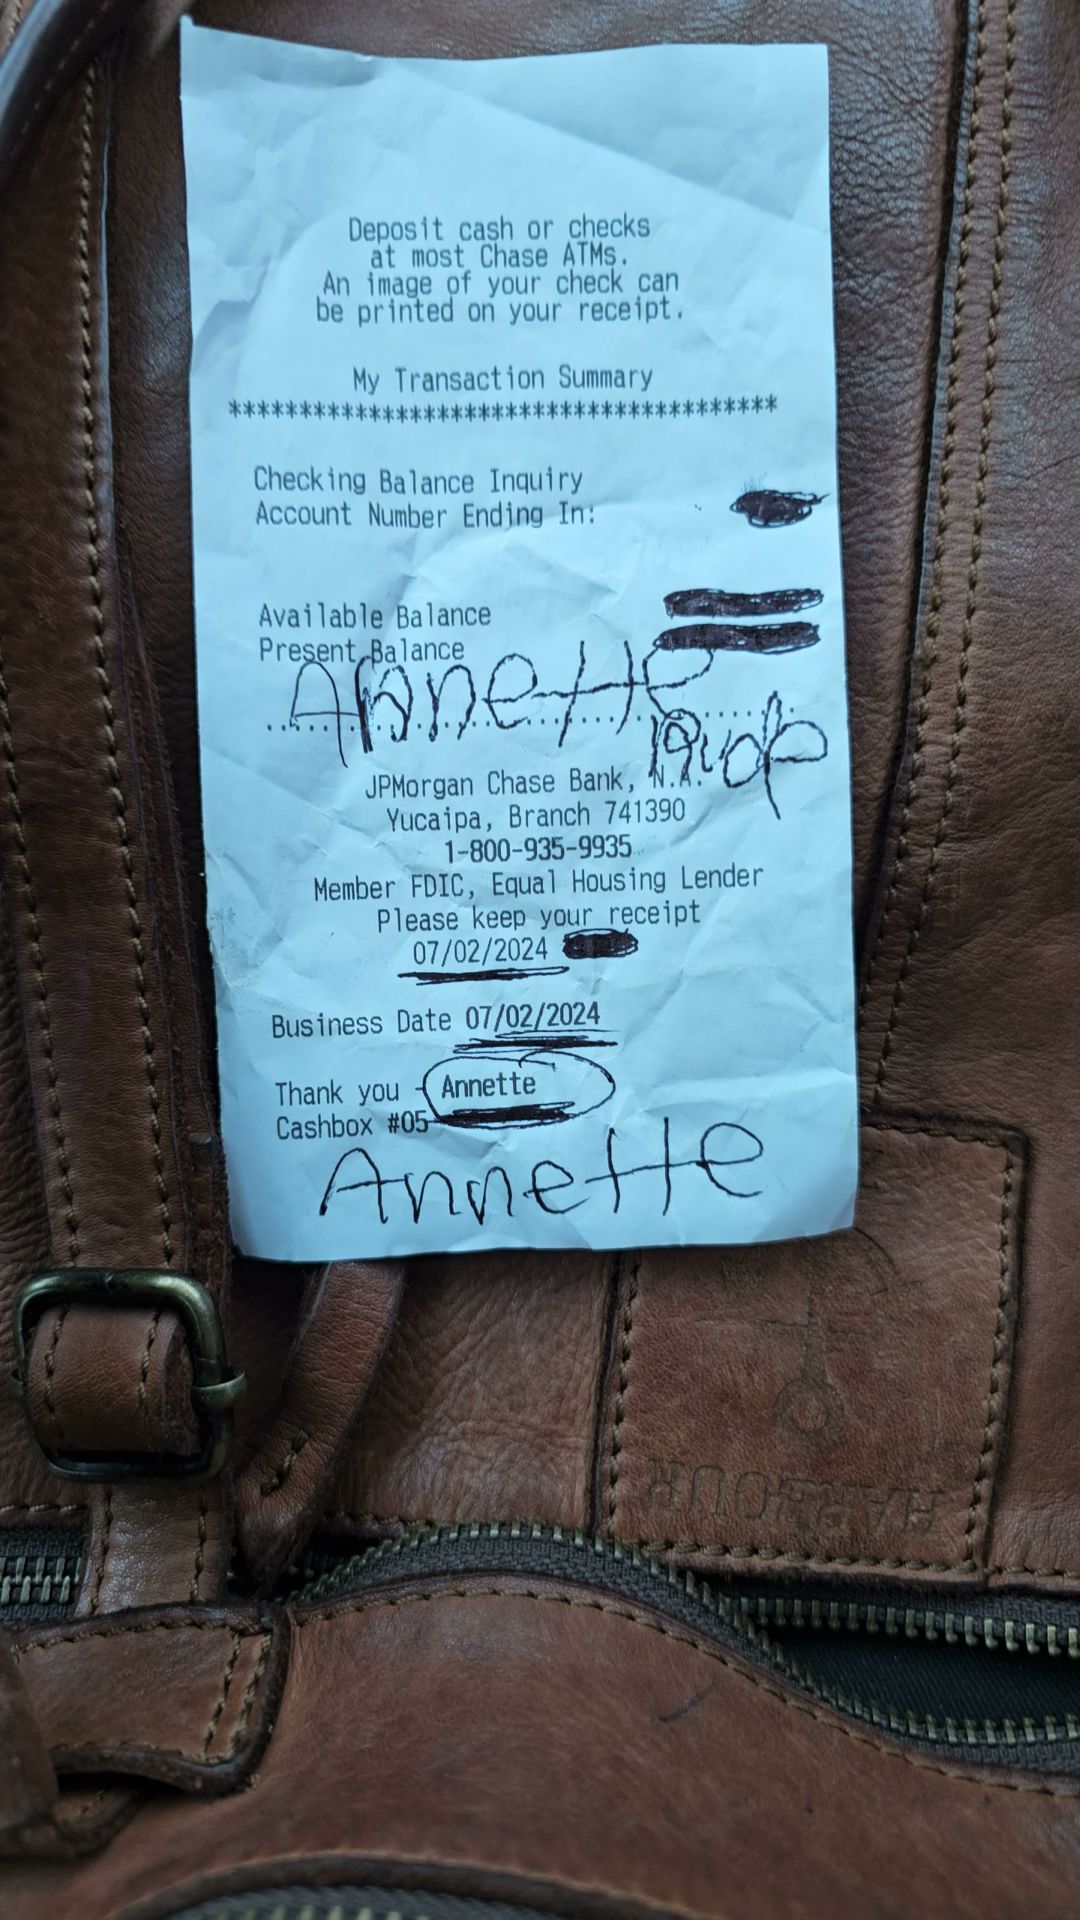 Deposit cash or checks
at most Chase ATMs.
An image of your check can
be printed on your receipt.
My Transaction Summary
***************************************
Checking Balance Inquiry
Account Number Ending In:
Available Balance
Present Balance
Annette
JPMorgan Chase Bank, N.A.
Yucaipa, Branch 741390
1-800-935-9935
Member FDIC, Equal Housing Lender
Please keep your receipt
07/02/2024
Business Date 07/02/2024
Thank you - Annette
Cashbox #05
Annette
HARBOUR